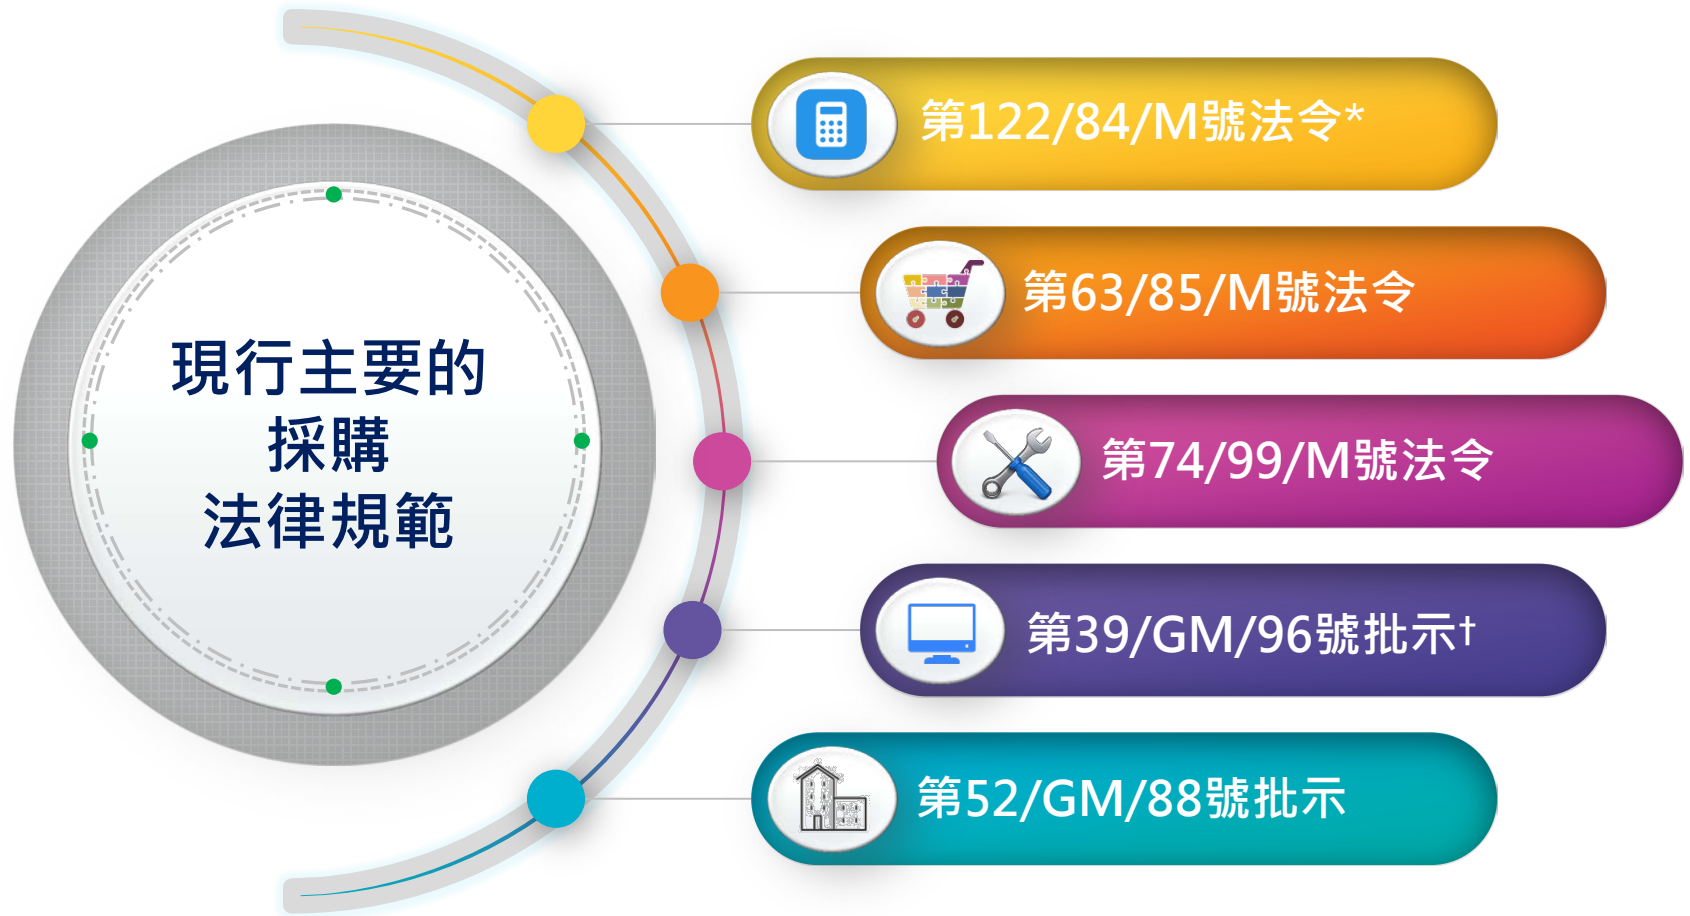 現行主要的
採購
法律規範
第122/84/M號法令*
第63/85/M號法令
第74/99/M號法令
第39/GM/96號批示†
第52/GM/88號批示